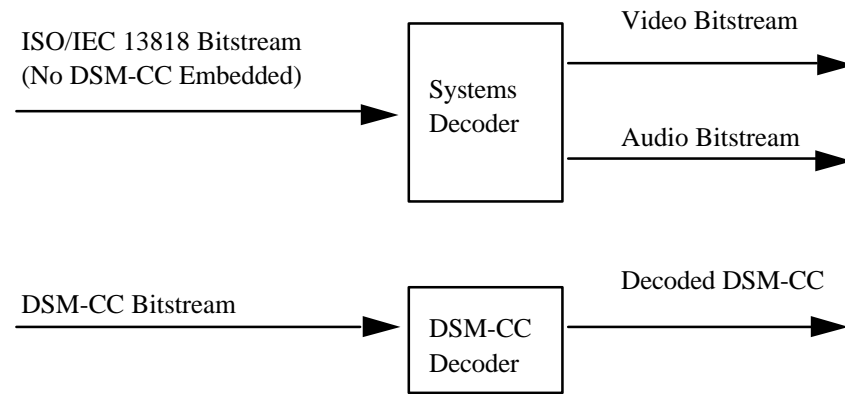 ISO/IEC 13818 Bitstream
(No DSM-CC Embedded)
Systems
Decoder
Video Bitstream
Audio Bitstream
DSM-CC Bitstream
DSM-CC
Decoder
Decoded DSM-CC